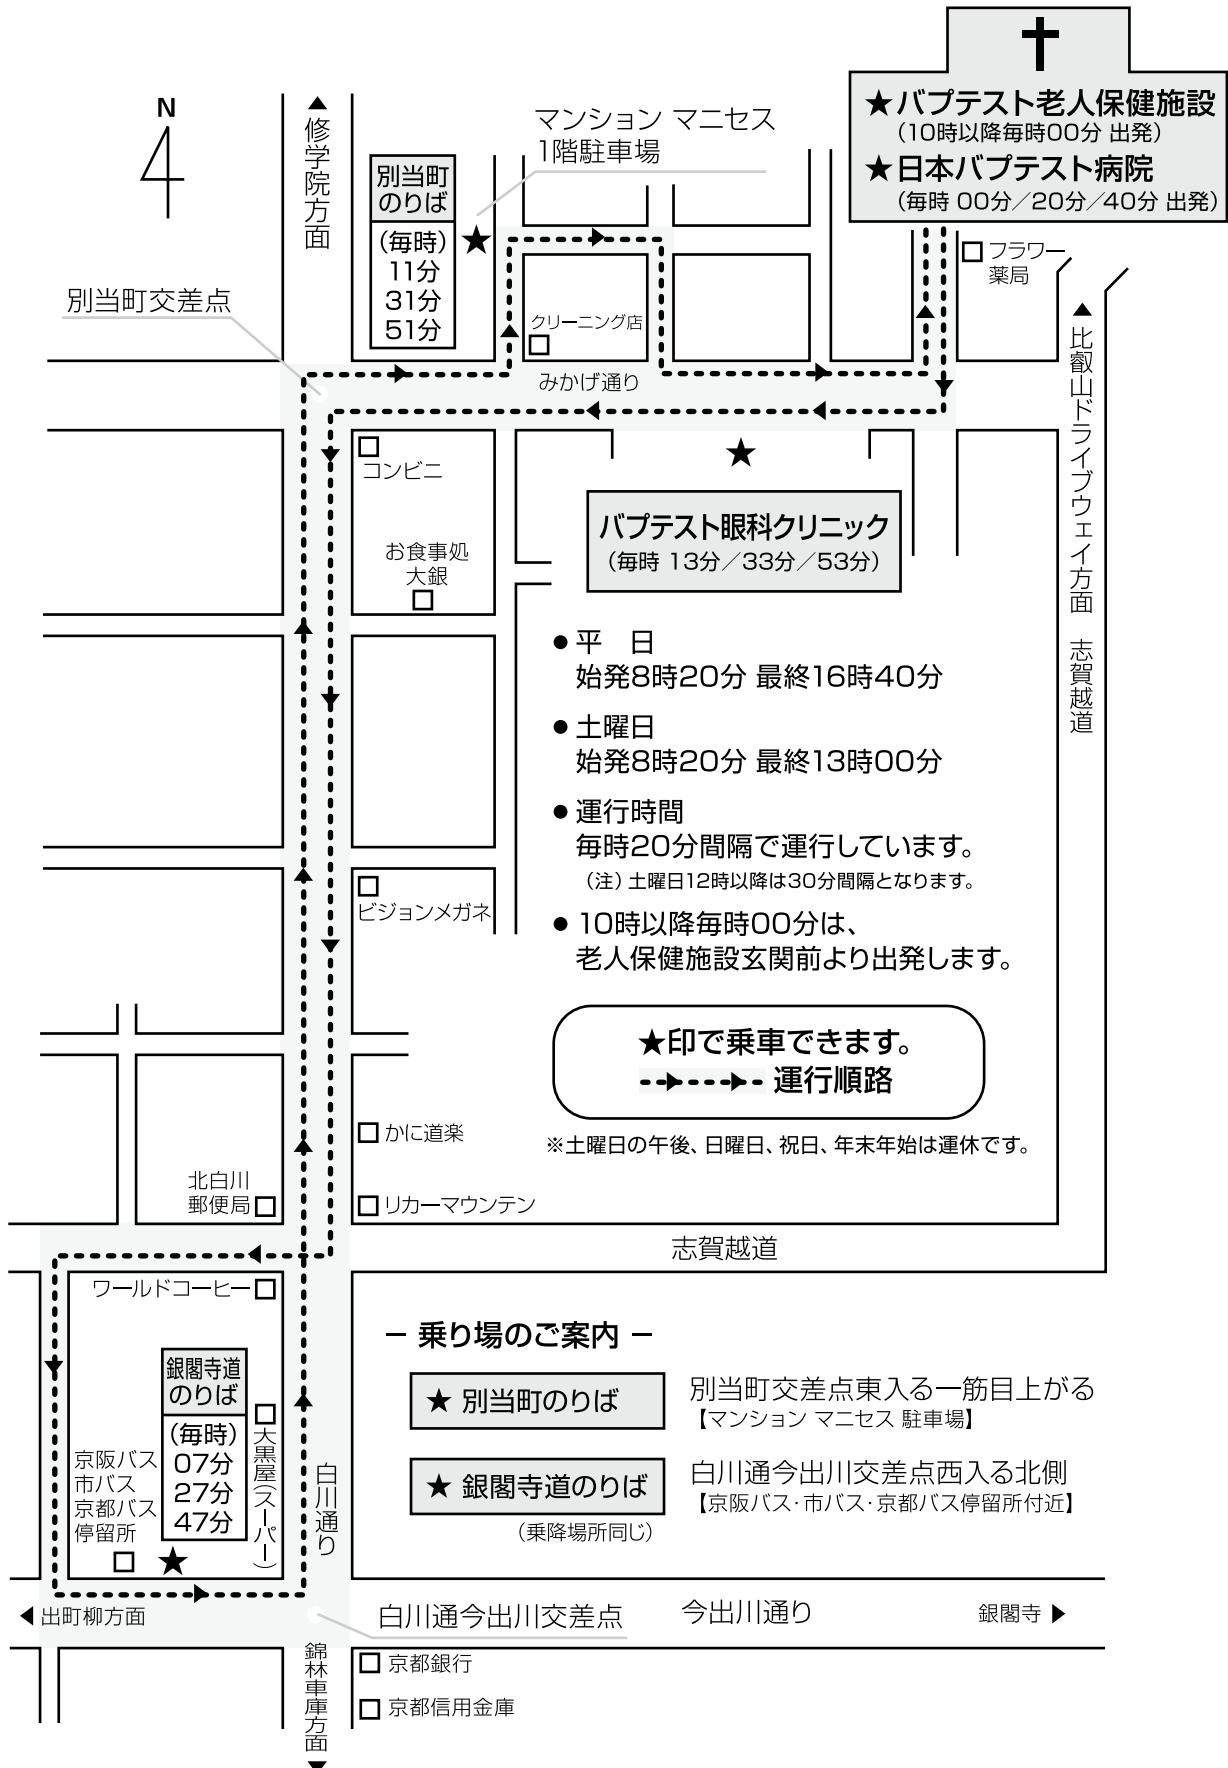 ★バプテスト老人保健施設
（10時以降毎時00分 出発）
★日本バプテスト病院
（毎時 00分／20分／40分 出発）
N
▲修学院方面
マンション マニセス
1階駐車場
別当町
のりば
（毎時）
11分
31分
51分
★
フラワー
薬局
別当町交差点
クリーニング店
みかげ通り
▲比叡山ドライブウェイ方面 志賀越道
コンビニ
★
バプテスト眼科クリニック
（毎時 13分／33分／53分）
お食事処
大銀
●平　日
始発8時20分 最終16時40分
●土曜日
始発8時20分 最終13時00分
●運行時間
毎時20分間隔で運行しています。
（注）土曜日12時以降は30分間隔となります。
●10時以降毎時00分は、
老人保健施設玄関前より出発します。
ビジョンメガネ
★印で乗車できます。
運行順路
※土曜日の午後、日曜日、祝日、年末年始は運休です。
かに道楽
北白川
郵便局
リカーマウンテン
志賀越道
ワールドコーヒー
銀閣寺道
のりば
（毎時）
07分
27分
47分
★
大黒屋（スーパー）
京阪バス
市バス
京都バス
停留所
白川通り
― 乗り場のご案内 ―
★ 別当町のりば
別当町交差点東入る一筋目上がる
【マンション マニセス 駐車場】
★ 銀閣寺道のりば
（乗降場所同じ）
白川通今出川交差点西入る北側
【京阪バス・市バス・京都バス停留所付近】
◀出町柳方面
白川通今出川交差点
今出川通り
銀閣寺▶
錦林車庫方面▼
京都銀行
京都信用金庫